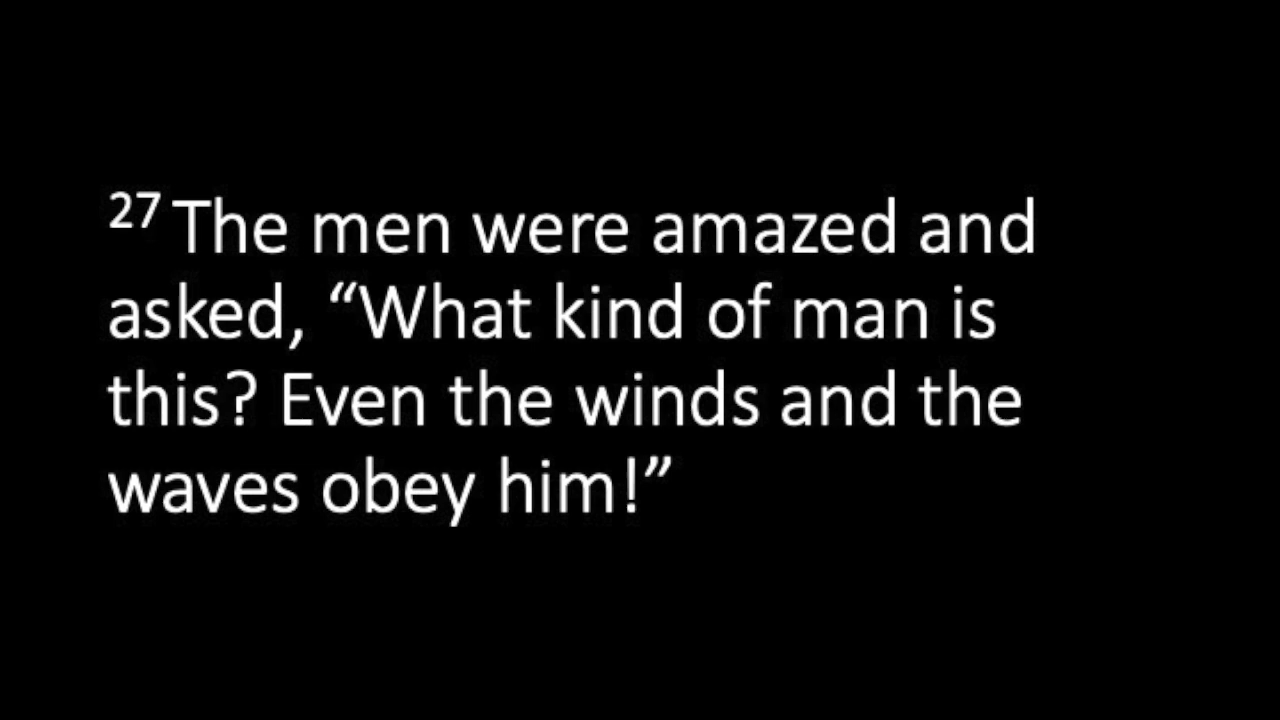 ²⁷ The men were amazed and
asked, “What kind of man is
this? Even the winds and the
waves obey him!”